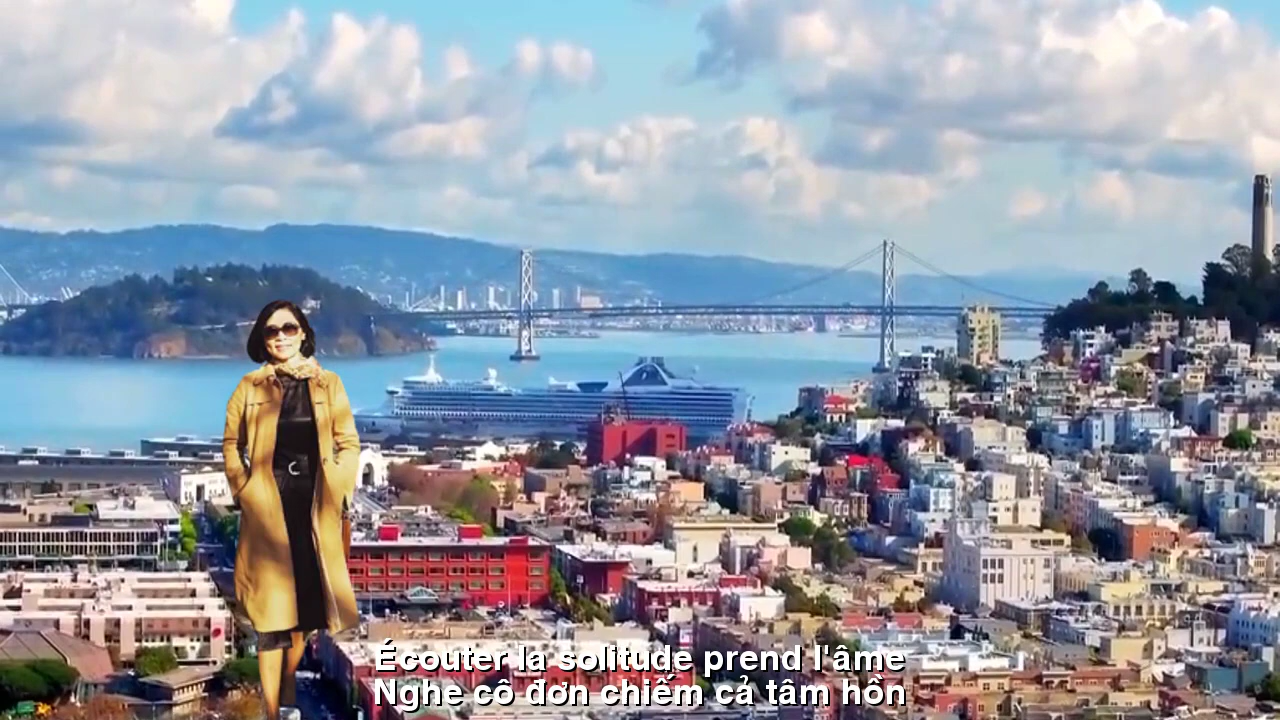 Écouter la solitude prend l'âme
Nghe cô đơn chiếm cả tâm hồn